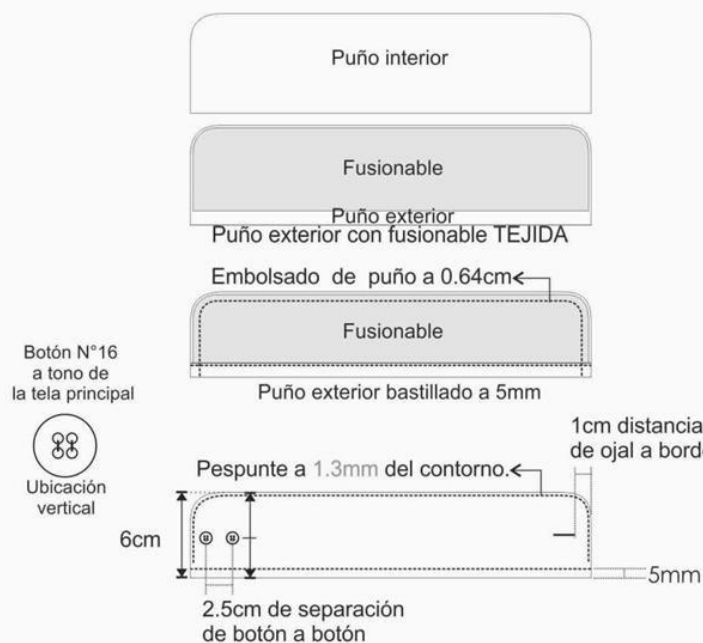 Puño interior
Fusionable
Puño exterior
Puño exterior con fusionable TEJIDA
Embolsado de puño a 0.64cm
Fusionable
Puño exterior bastillado a 5mm
Botón N°16
a tono de
la tela principal
Ubicación
vertical
1cm distancia
de ojal a bord
Pespunte a 1.3mm del contorno.
6cm
5mm
2.5cm de separación
de botón a botón